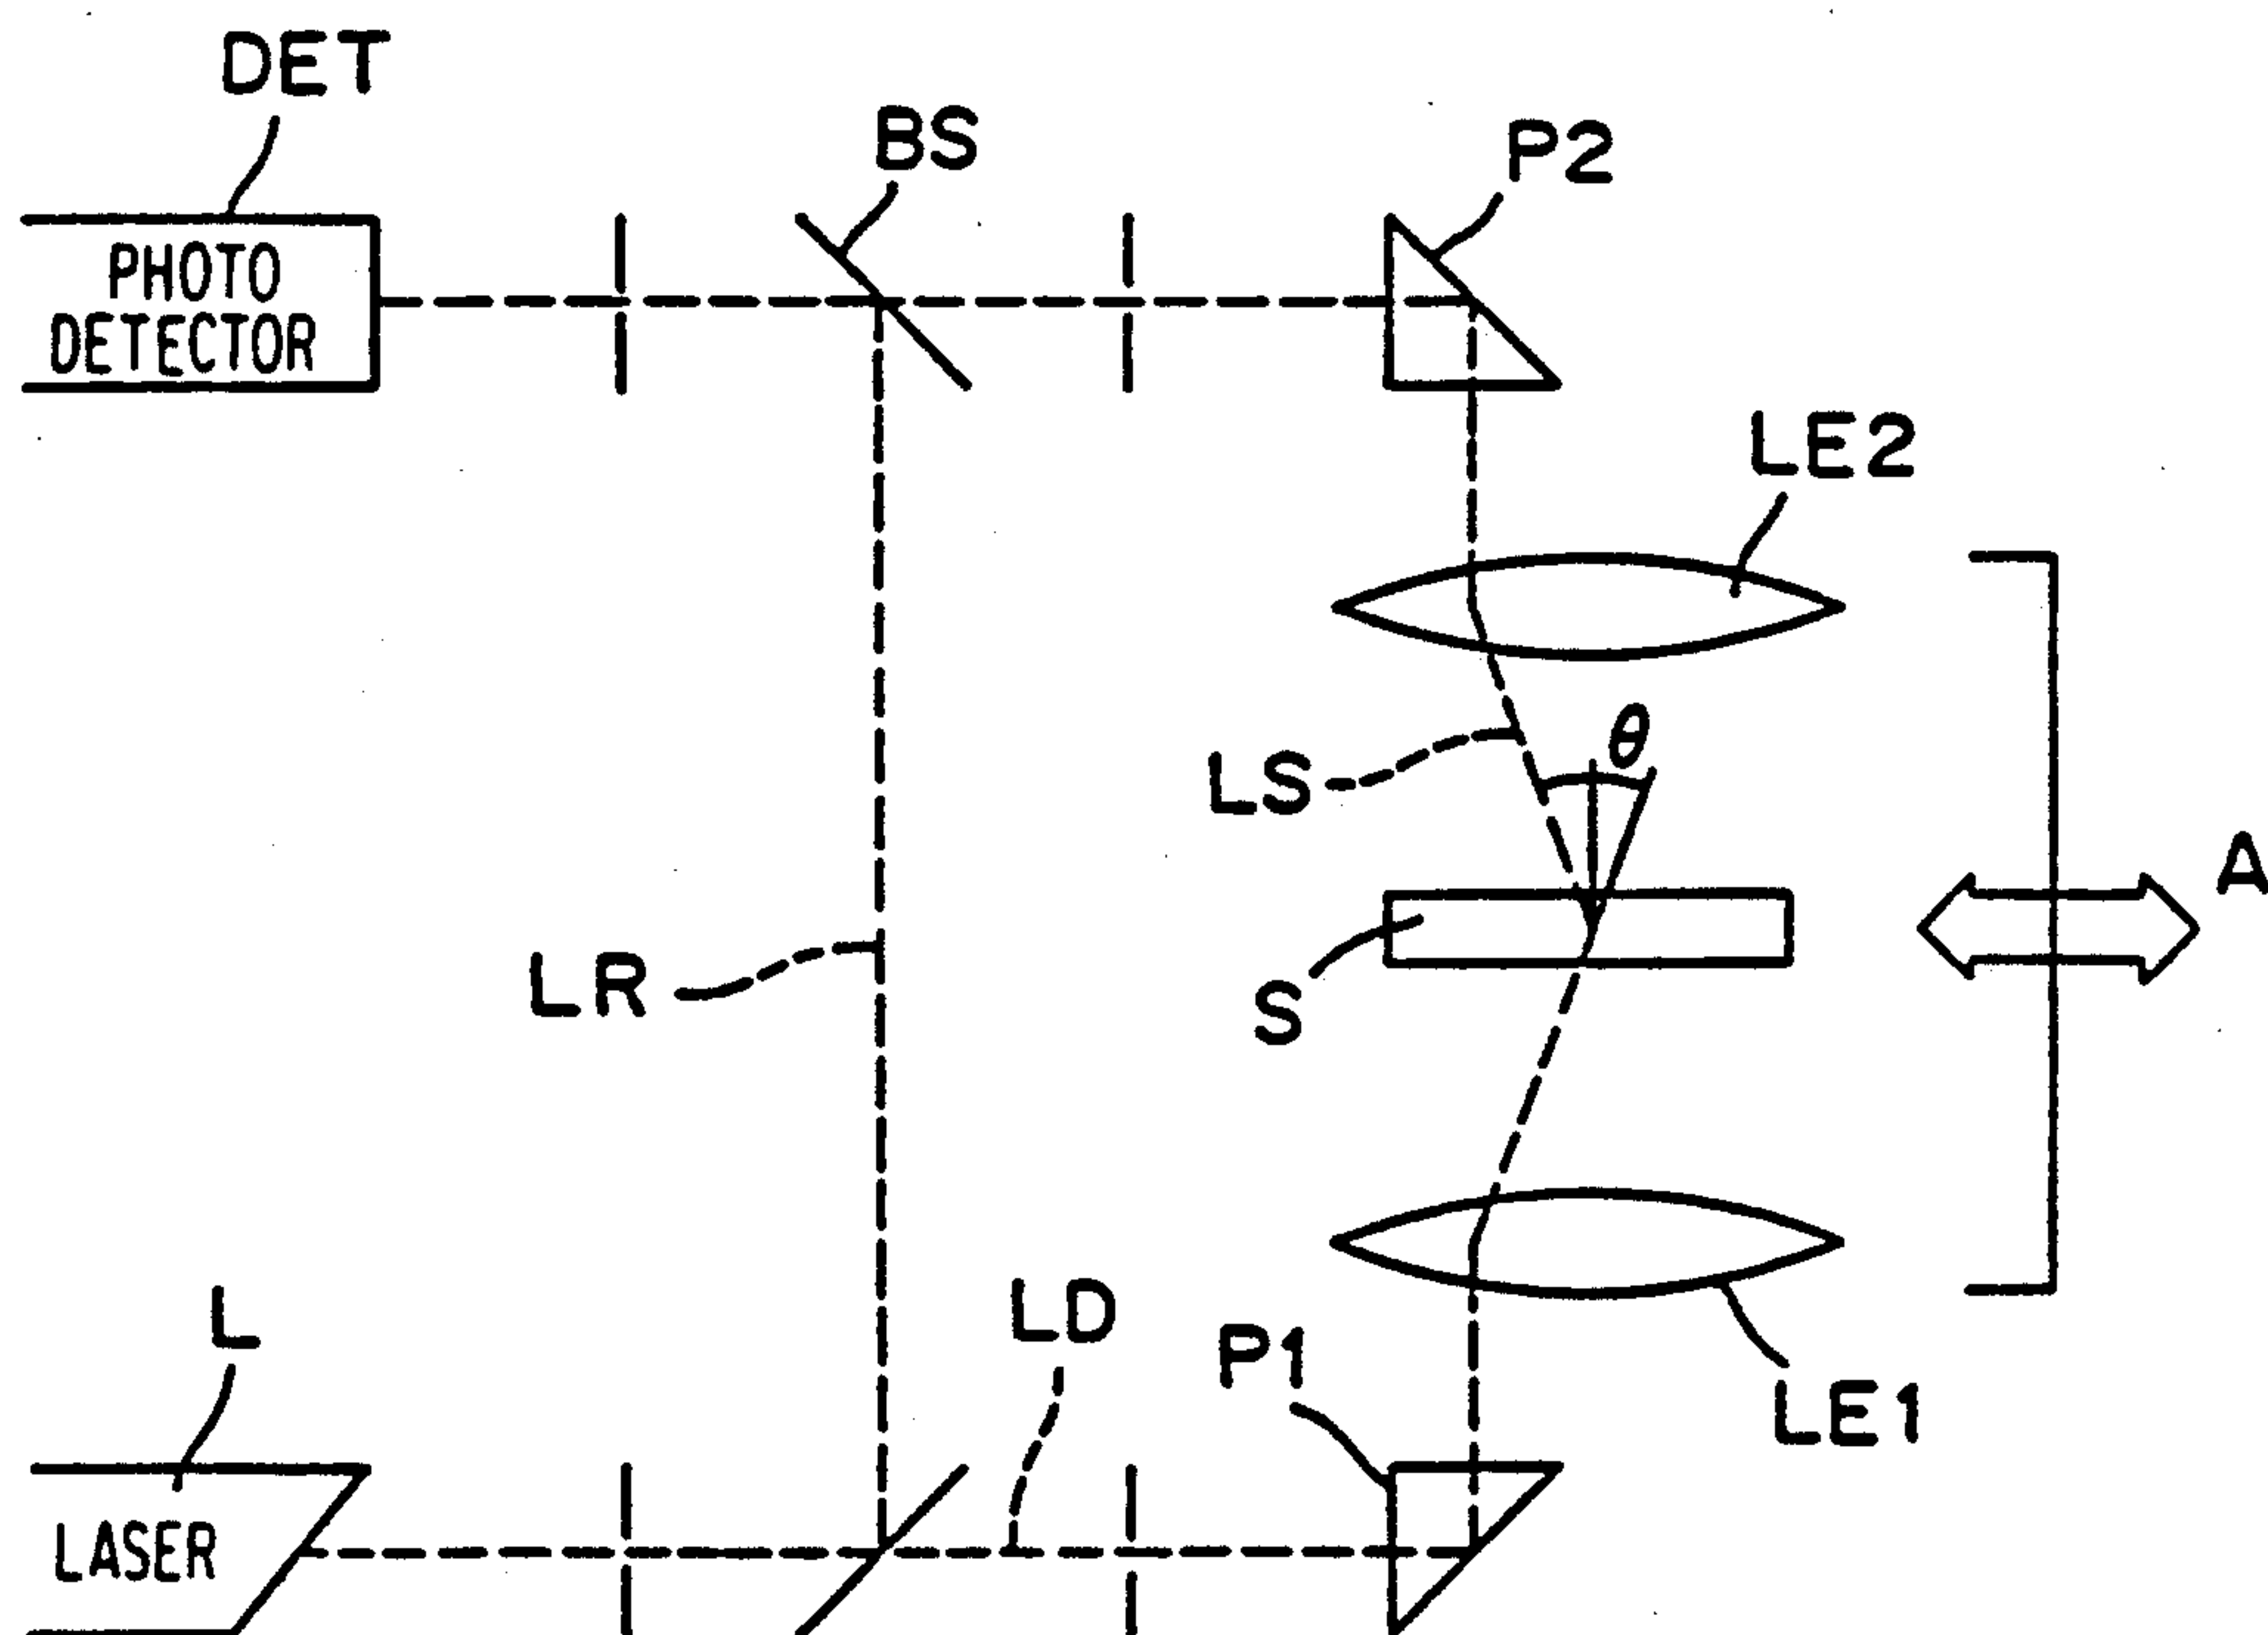 DET
BS
P2
PHOTO
DETECTOR
LE2
LS
θ
A
LR
S
L
LD
P1
LE1
LASER